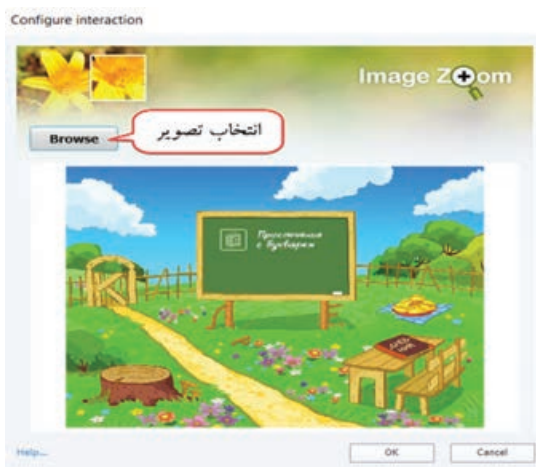 Configure interaction
Image Zoom
Browse
انتخاب تصویر
Help...
OK
Cancel